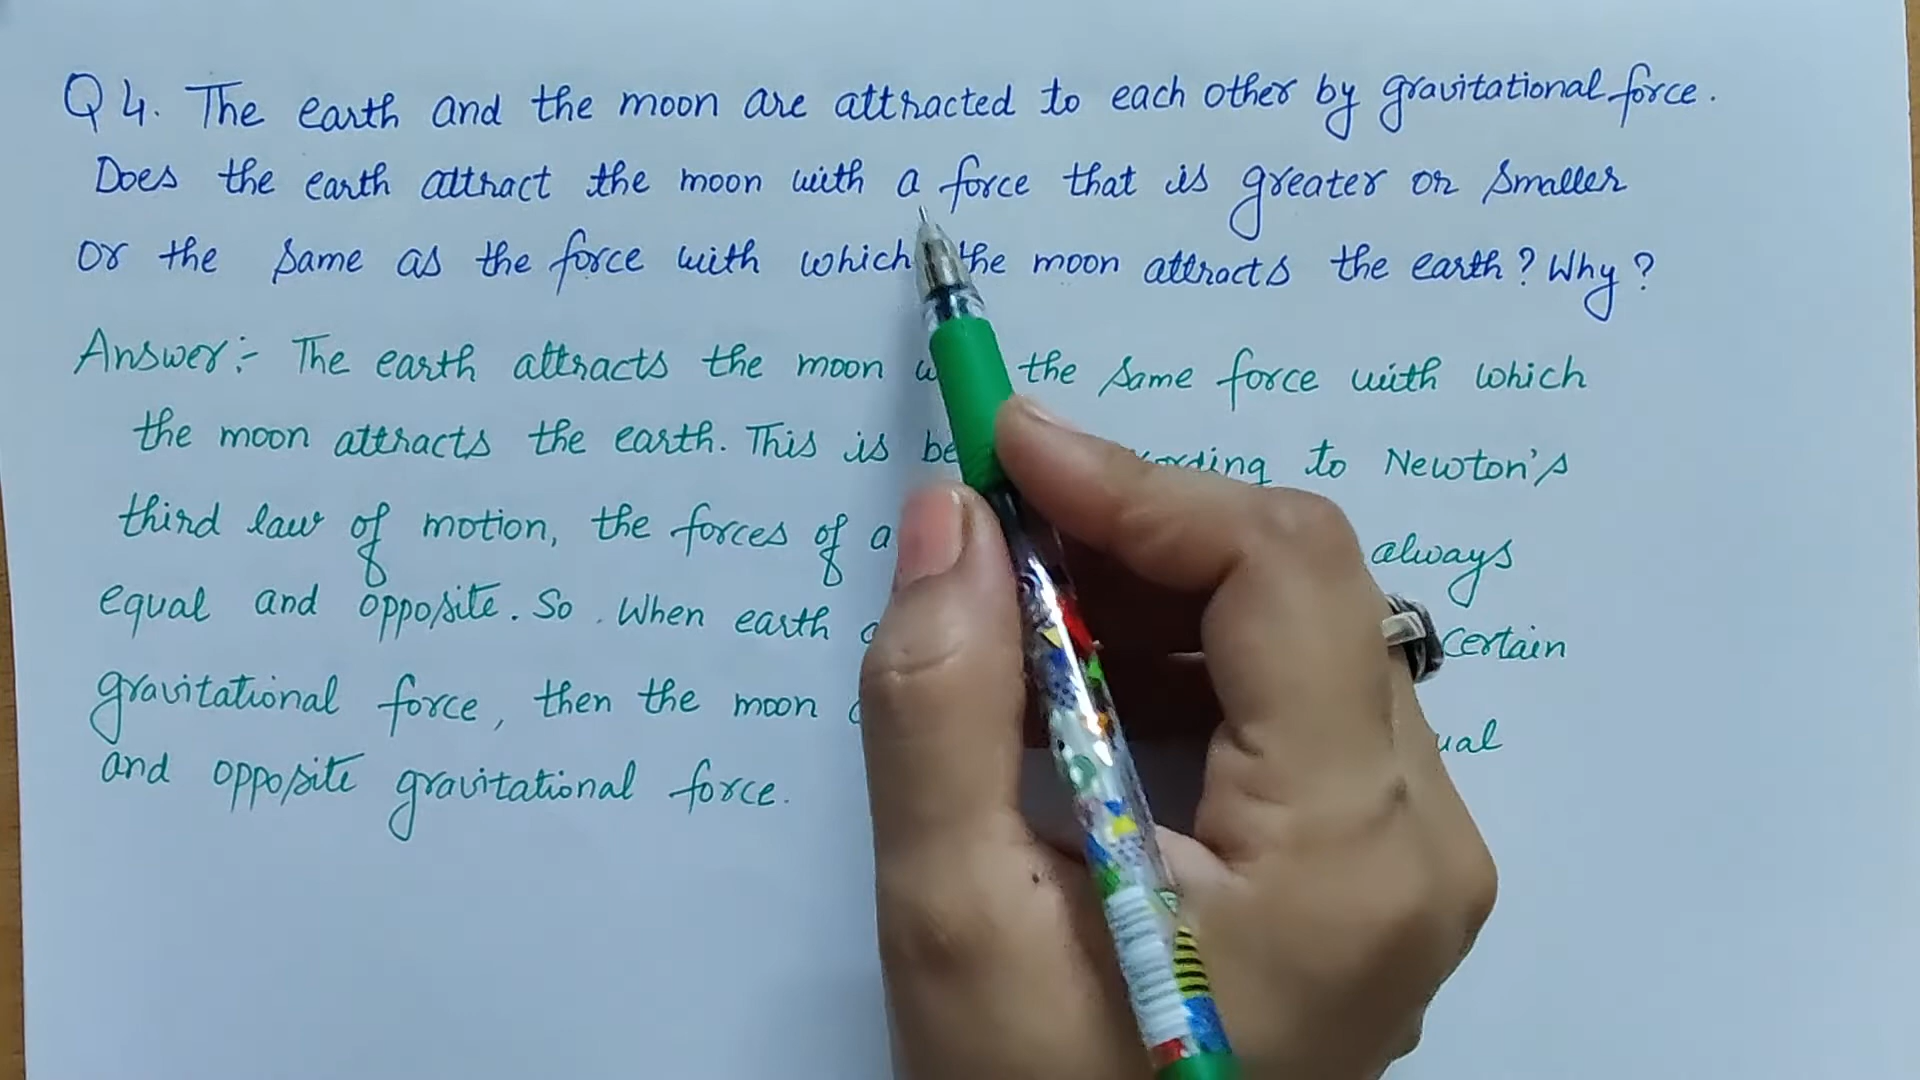 Q 4. The earth and the moon are attracted to each other by gravitational force.
Does the earth attract the moon with a force that is greater or smaller
or the same as the force with which the moon attracts the earth? Why?
Answer:- The earth attracts the moon the same force with which
the moon attracts the earth. This is to Newton's
third law of motion, the forces of always
equal and opposite. So. When earth certain
gravitational force, then the moon
and opposite gravitational force.